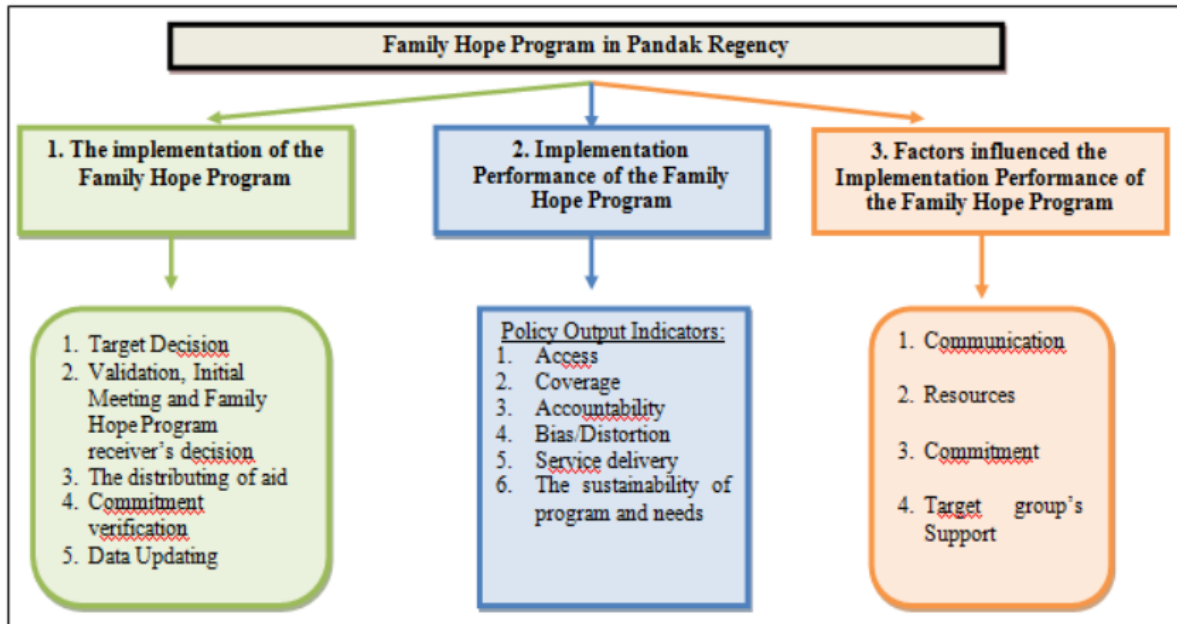 Family Hope Program in Pandak Regency
1. The implementation of the
Family Hope Program
2. Implementation
Performance of the Family
Hope Program
3. Factors influenced the
Implementation Performance of
the Family Hope Program
1. Target Decision
2. Validation, Initial
Meeting and Family
Hope Program
receiver's decision
3. The distributing of aid
4. Commitment
verification
5. Data Updating
Policy Output Indicators:
1. Access
2. Coverage
3. Accountability
4. Bias/Distortion
5. Service delivery
6. The sustainability of
program and needs
1. Communication
2. Resources
3. Commitment
4. Target group's
Support